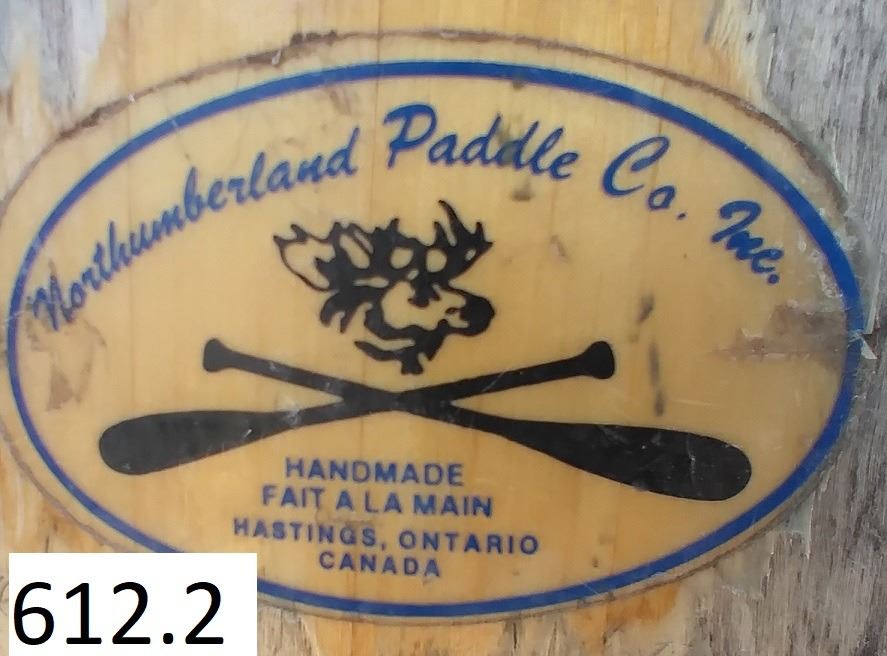 Northumberland Paddle Co. Inc.
HANDMADE
FAIT A LA MAIN
HASTINGS, ONTARIO
CANADA
612.2